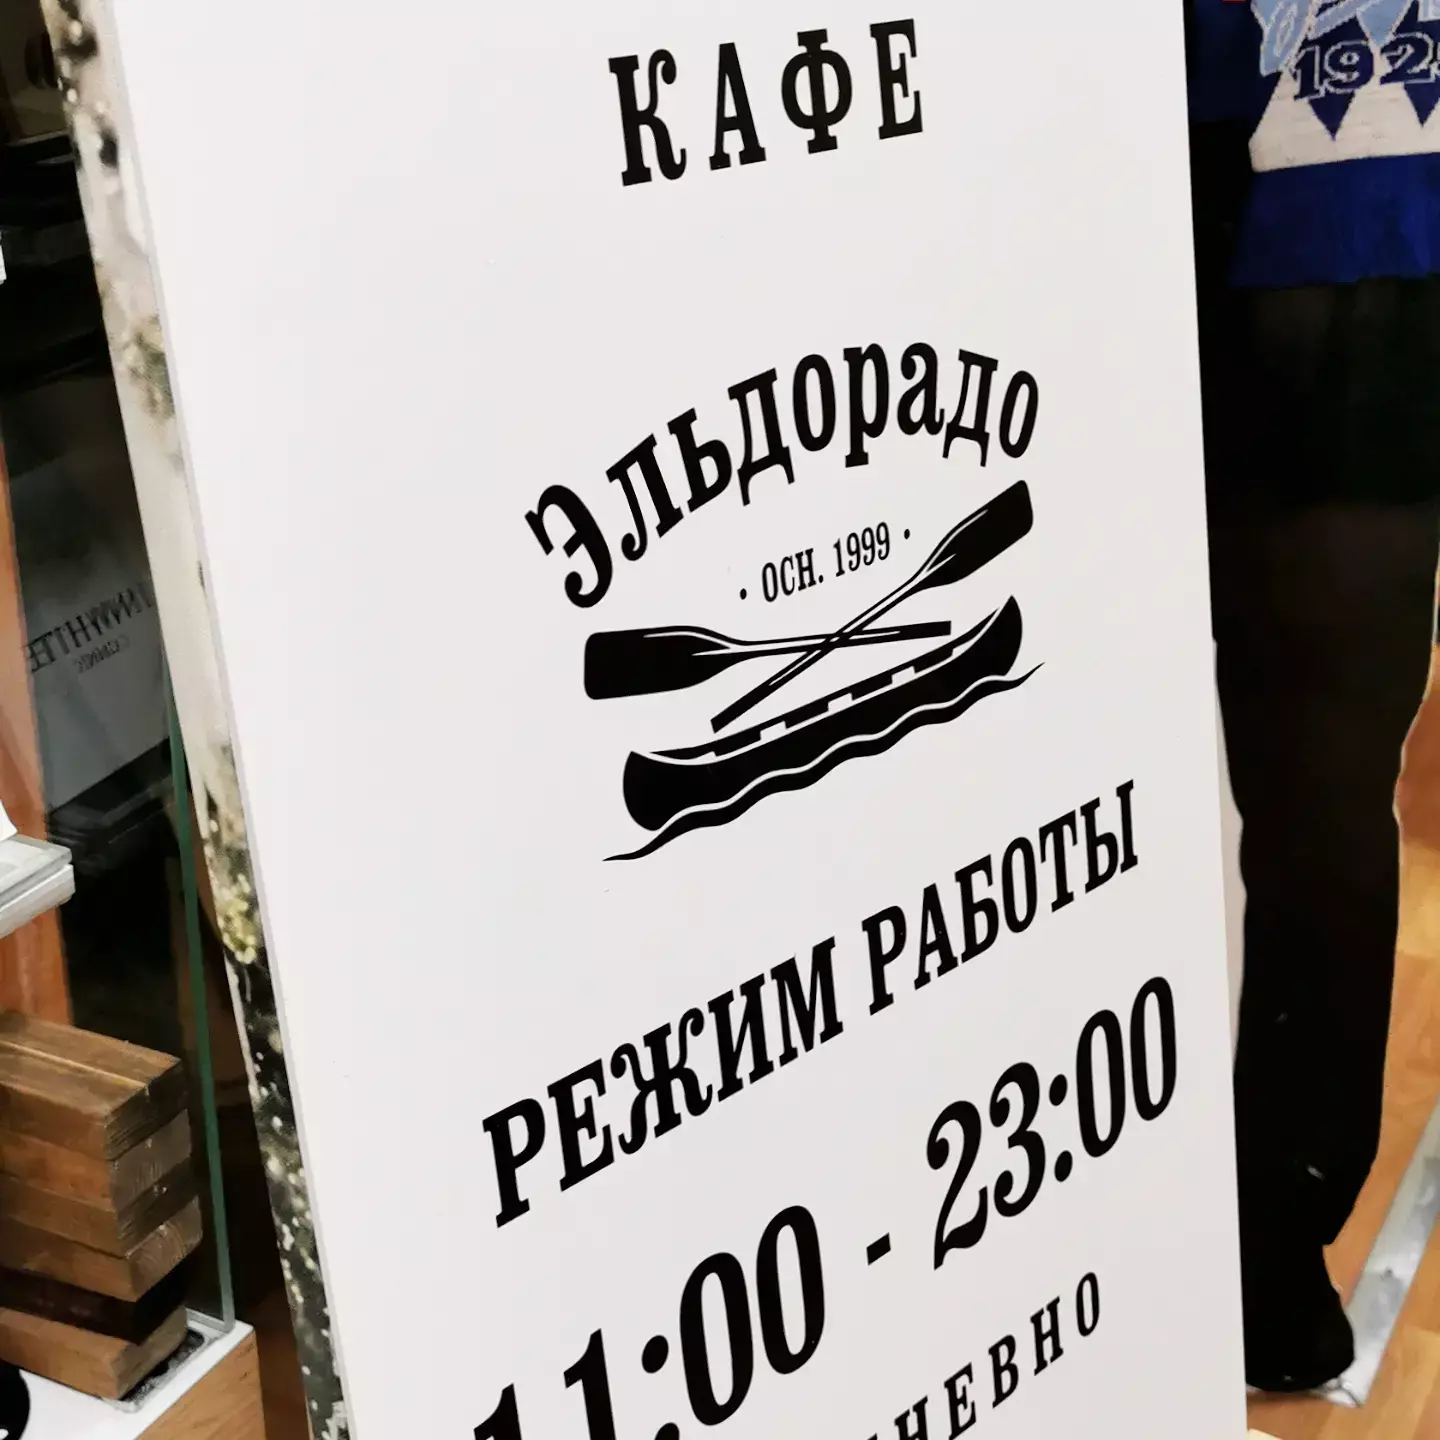 КАФЕ
Эльдорадо
· ОСН. 1999 ·
РЕЖИМ РАБОТЫ
11:00 - 23:00